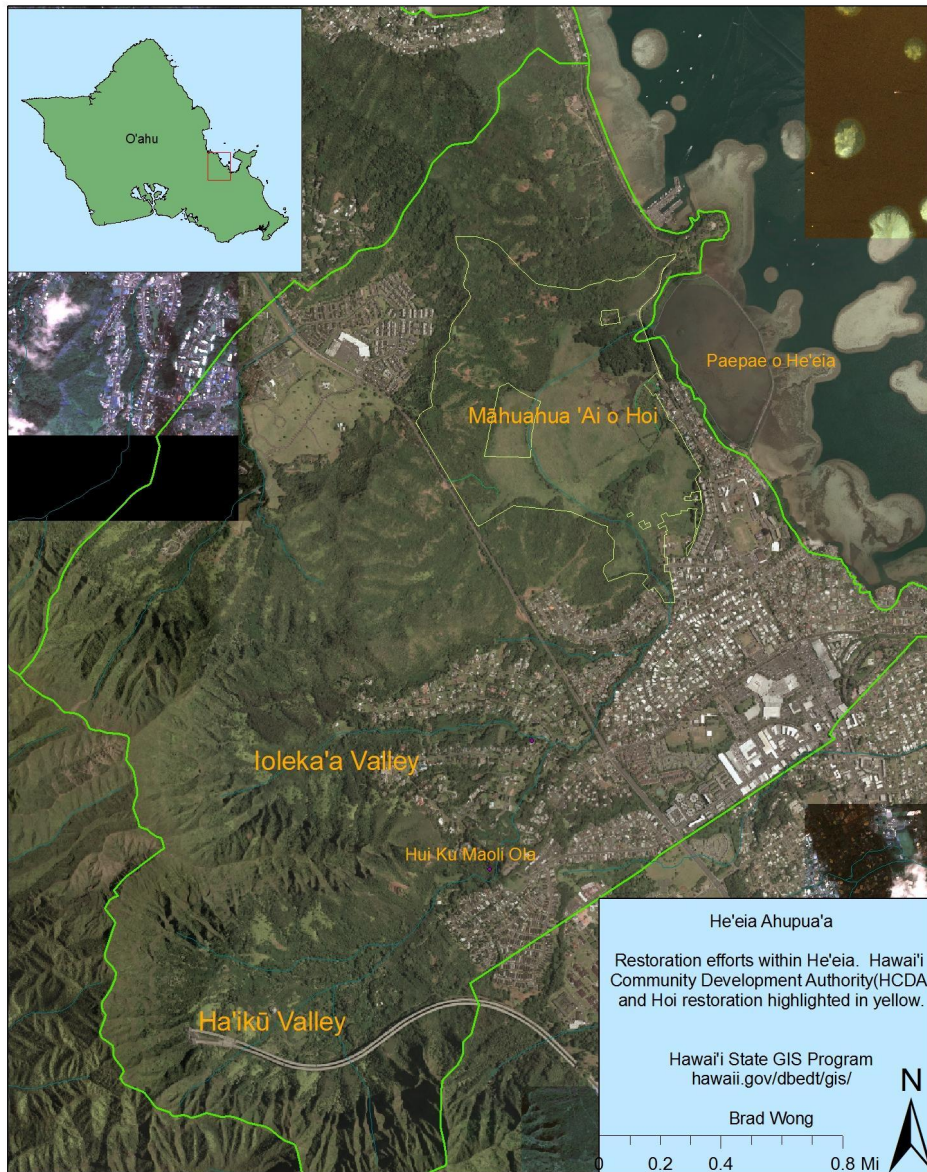 O'ahu
Paepae o He'eia
Māhuahua 'Ai o Hoi
Ioleka'a Valley
Hui Ku Maoli Ola
Ha'ikū Valley
He'eia Ahupua'a
Restoration efforts within He'eia. Hawai'i
Community Development Authority(HCDA
and Hoi restoration highlighted in yellow.
Hawai'i State GIS Program
hawaii.gov/dbedt/gis/
Brad Wong
N
0 0.2 0.4 0.8 Mi